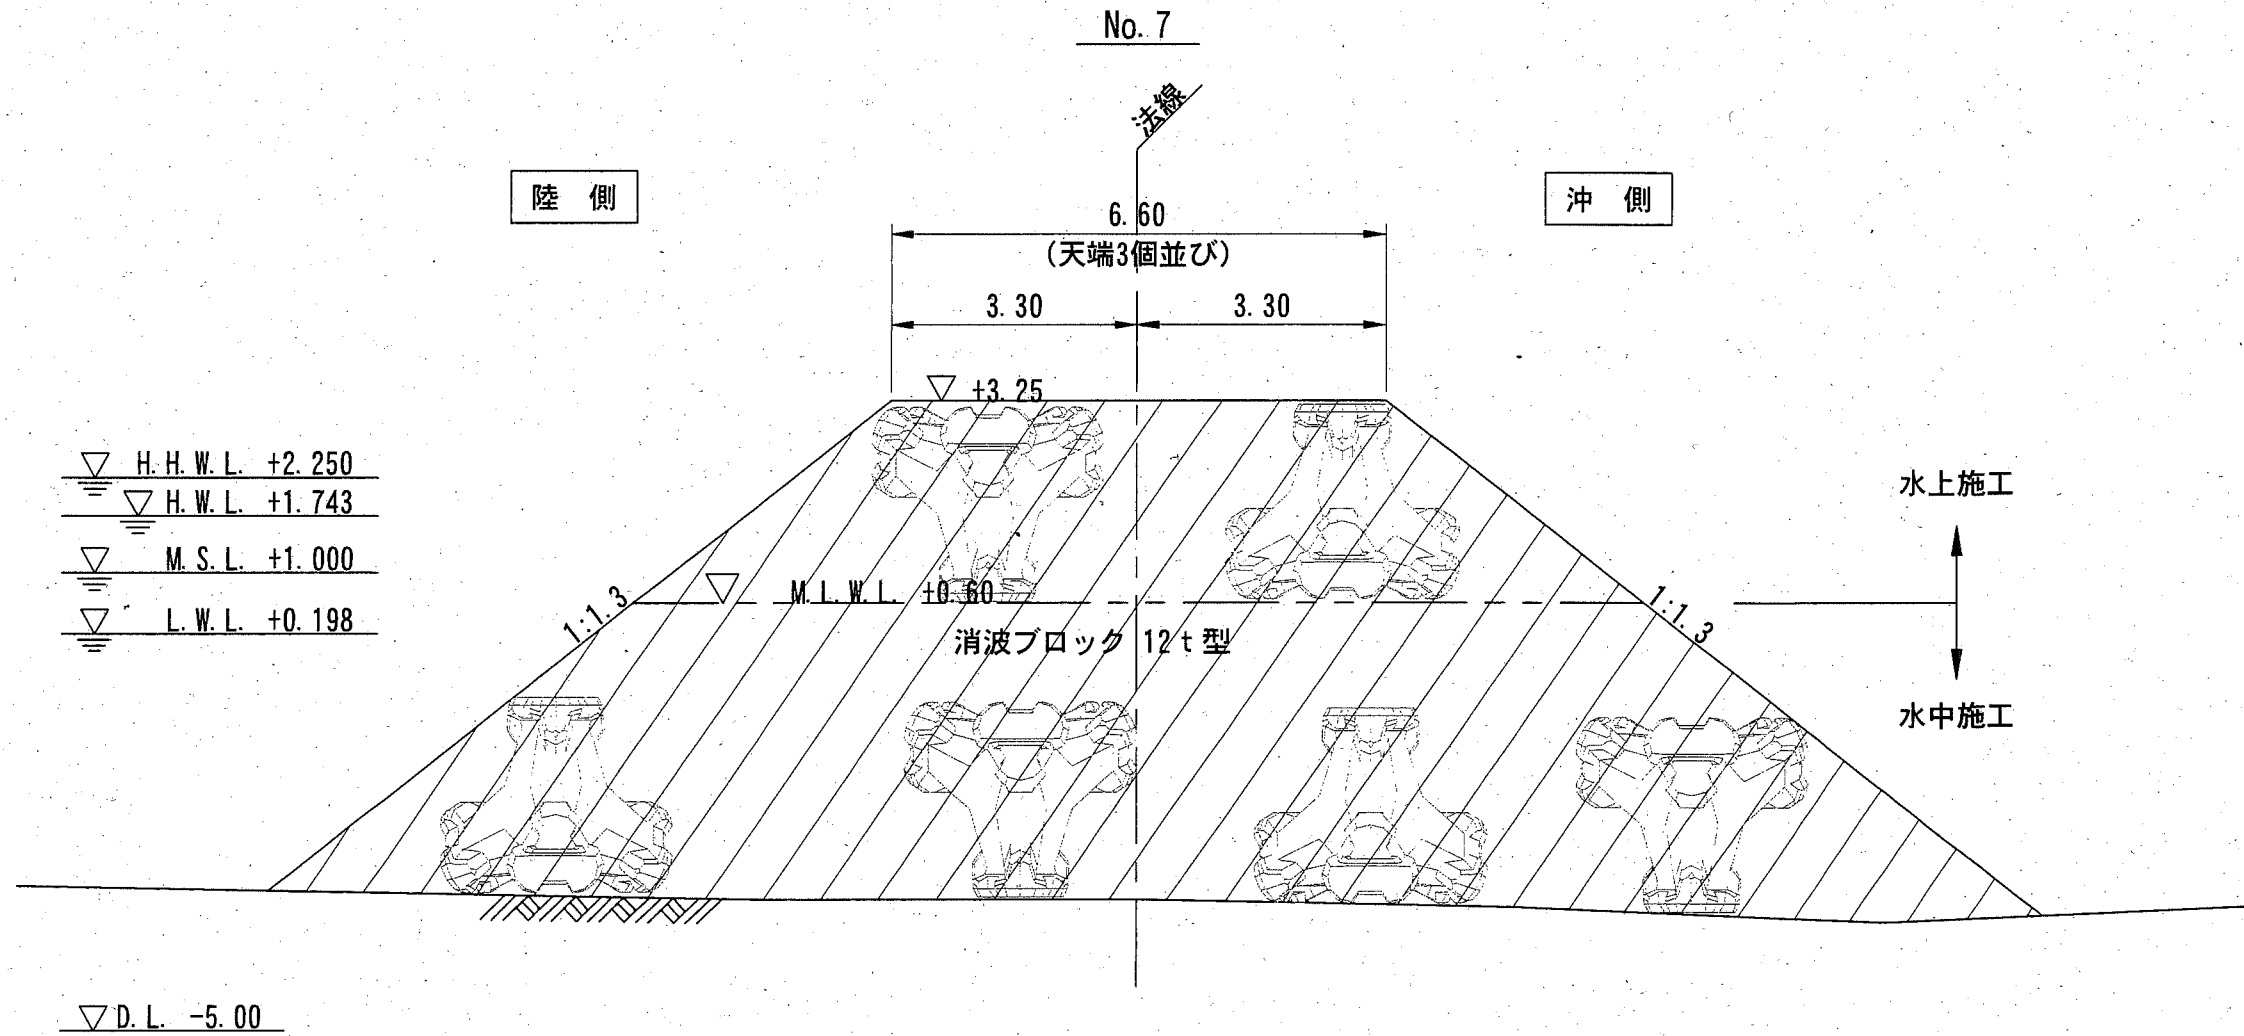 No. 7
法線
陸 側
沖 側
6.60
(天端3個並び)
3.30
3.30
+3.25
H.H.W.L. +2.250
H.W.L. +1.743
M.S.L. +1.000
L.W.L. +0.198
水上施工
M.L.W.L. +0.60
1:1.3
1:1.3
消波ブロック 12t型
水中施工
D.L. -5.00